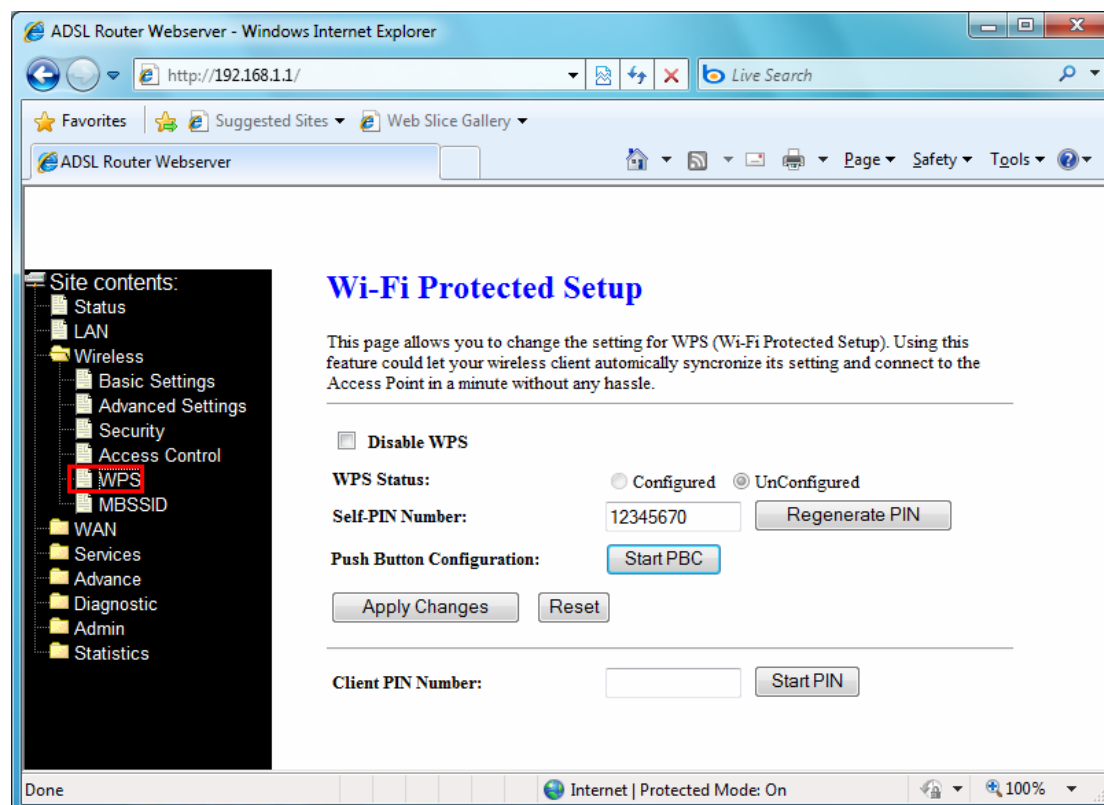 ADSL Router Webserver - Windows Internet Explorer
http://192.168.1.1/
Live Search
Favorites
Suggested Sites
Web Slice Gallery
ADSL Router Webserver
Page
Safety
Tools
Site contents:
Status
LAN
Wireless
Basic Settings
Advanced Settings
Security
Access Control
WPS
MBSSID
WAN
Services
Advance
Diagnostic
Admin
Statistics
Wi-Fi Protected Setup
This page allows you to change the setting for WPS (Wi-Fi Protected Setup). Using this
feature could let your wireless client automically syncronize its setting and connect to the
Access Point in a minute without any hassle.
Disable WPS
WPS Status: Configured UnConfigured
Self-PIN Number: 12345670 Regenerate PIN
Push Button Configuration: Start PBC
Apply Changes Reset
Client PIN Number: Start PIN
Done
Internet | Protected Mode: On
100%